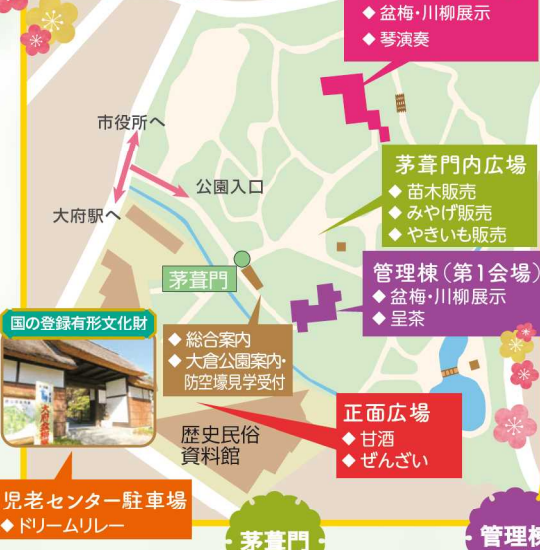 ◆ 盆梅・川柳展示
◆ 琴演奏
市役所へ
公園入口
大府駅へ
茅葺門内広場
◆ 苗木販売
◆ みやげ販売
◆ やきいも販売
茅葺門
管理棟（第1会場）
◆ 盆梅・川柳展示
◆ 呈茶
国の登録有形文化財
◆ 総合案内
◆ 大倉公園案内・
防空壕見学受付
正面広場
◆ 甘酒
◆ ぜんざい
歴史民俗
資料館
児老センター駐車場
◆ ドリームリレー
茅葺門
管理棟